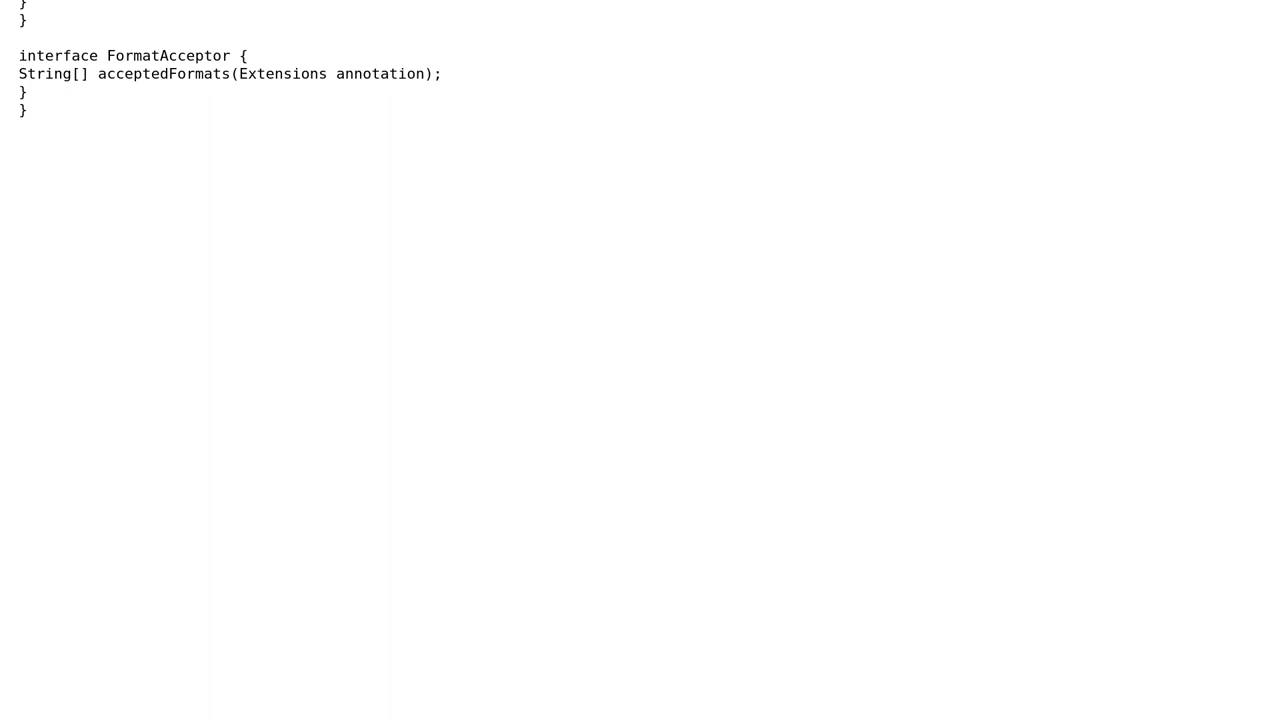 }
}

interface FormatAcceptor {
String[] acceptedFormats(Extensions annotation);
}
}